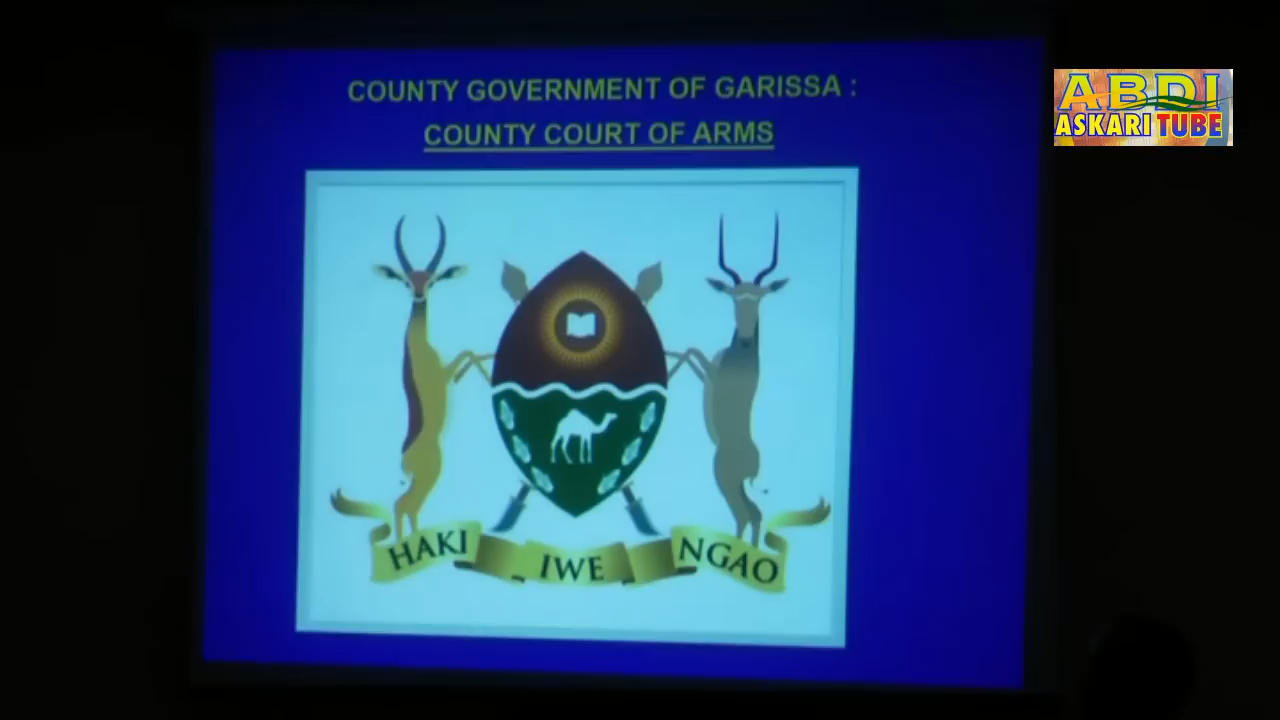 COUNTY GOVERNMENT OF GARISSA :
COUNTY COURT OF ARMS
HAKI IWE NGAO
ABDI
ASKARI TUBE